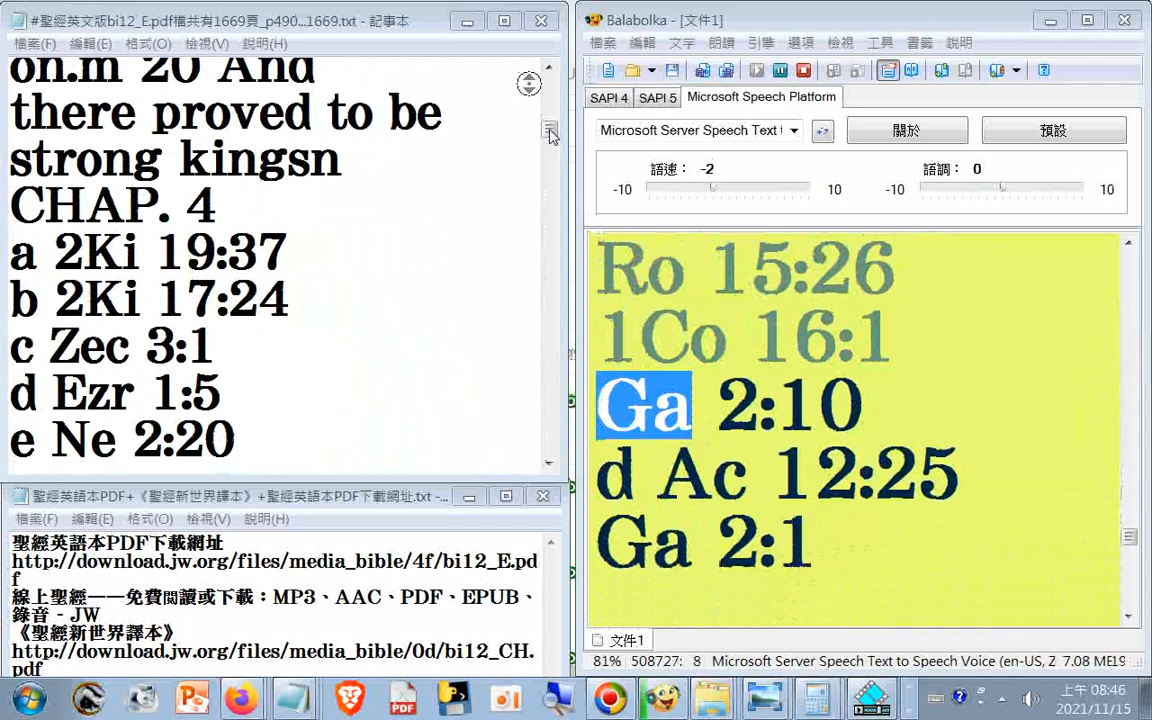 #聖經英文版bi12_E.pdf檔共有1669頁_p490...1669.txt - 記事本
檔案(F) 編輯(E) 格式(O) 檢視(V) 說明(H)
on.m 20 And
there proved to be
strong kingsn
CHAP. 4
a 2Ki 19:37
b 2Ki 17:24
c Zec 3:1
d Ezr 1:5
e Ne 2:20
聖經英語本PDF+《聖經新世界譯本》+聖經英語本PDF下載網址.txt - ...
檔案(F) 編輯(E) 格式(O) 檢視(V) 說明(H)
聖經英語本PDF下載網址
http://download.jw.org/files/media_bible/4f/bi12_E.pd
f
線上聖經——免費閱讀或下載：MP3、AAC、PDF、EPUB、
錄音 - JW
《聖經新世界譯本》
http://download.jw.org/files/media_bible/0d/bi12_CH.
pdf
Balabolka - [文件1]
檔案 編輯 文字 朗讀 引擎 選項 檢視 工具 書籤 說明
SAPI 4 SAPI 5 Microsoft Speech Platform
Microsoft Server Speech Text 關於 預設
語速： -2 語調： 0
-10 10 -10 10
Ro 15:26
1Co 16:1
Ga 2:10
d Ac 12:25
Ga 2:1
文件1
81% 508727: 8 Microsoft Server Speech Text to Speech Voice (en-US, Z 7.08 ME
PDF
上午 08:46
2021/11/15